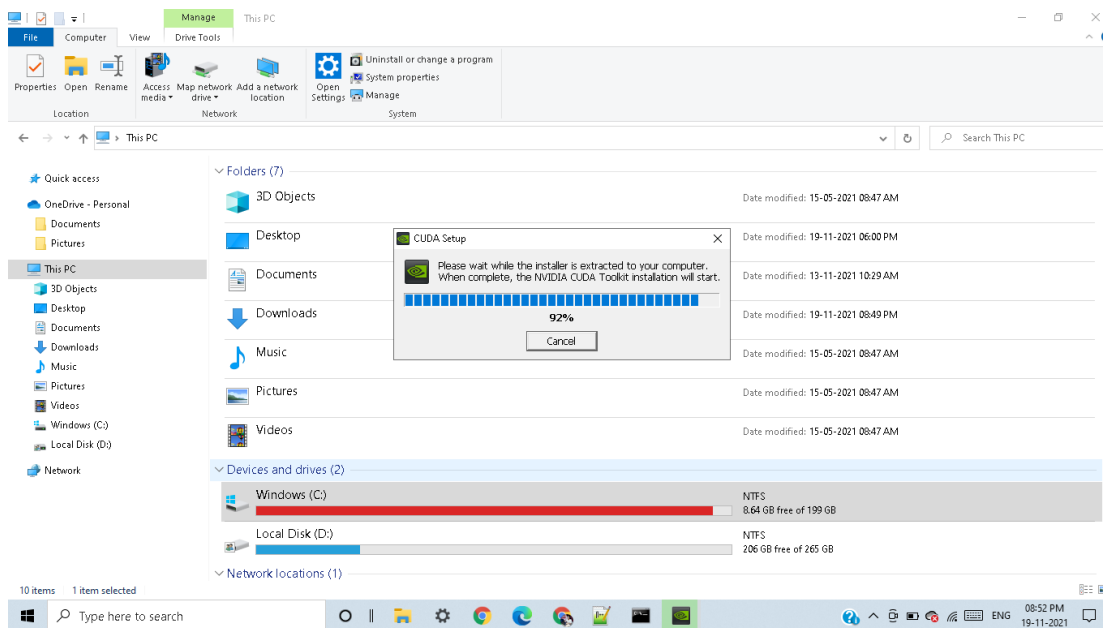 Manage This PC
File Computer View Drive Tools
Properties Open Rename Access media Map network drive Add a network location Open Settings
Uninstall or change a program
System properties
Manage
Location Network System
This PC Search This PC
Quick access
OneDrive - Personal
Documents
Pictures
This PC
3D Objects
Desktop
Documents
Downloads
Music
Pictures
Videos
Windows (C:)
Local Disk (D:)
Network
Folders (7)
3D Objects Date modified: 15-05-2021 08:47 AM
Desktop Date modified: 19-11-2021 06:00 PM
Documents Date modified: 13-11-2021 10:29 AM
Downloads Date modified: 19-11-2021 08:49 PM
Music Date modified: 15-05-2021 08:47 AM
Pictures Date modified: 15-05-2021 08:47 AM
Videos Date modified: 15-05-2021 08:47 AM
CUDA Setup
Please wait while the installer is extracted to your computer.
When complete, the NVIDIA CUDA Toolkit installation will start.
92%
Cancel
Devices and drives (2)
Windows (C:) NTFS
8.64 GB free of 199 GB
Local Disk (D:) NTFS
206 GB free of 265 GB
Network locations (1)
10 items 1 item selected
Type here to search ENG 08:52 PM
19-11-2021